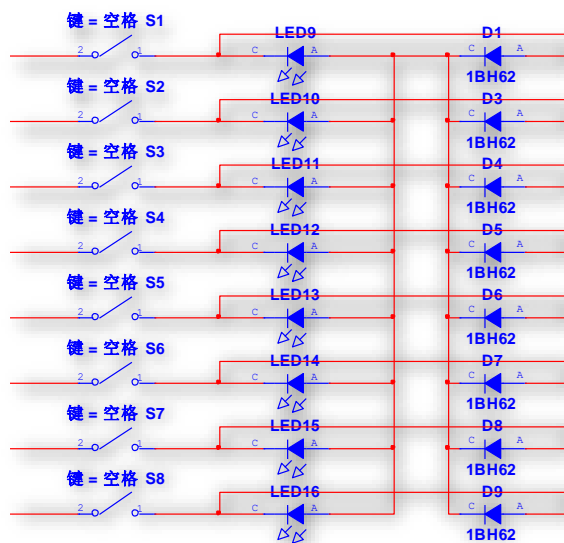 键 = 空格 S1 LED9 D1
2 1 C A C A
1BH62
键 = 空格 S2 LED10 D3
2 1 C A C A
1BH62
键 = 空格 S3 LED11 D4
2 1 C A C A
1BH62
键 = 空格 S4 LED12 D5
2 1 C A C A
1BH62
键 = 空格 S5 LED13 D6
2 1 C A C A
1BH62
键 = 空格 S6 LED14 D7
2 1 C A C A
1BH62
键 = 空格 S7 LED15 D8
2 1 C A C A
1BH62
键 = 空格 S8 LED16 D9
2 1 C A C A
1BH62